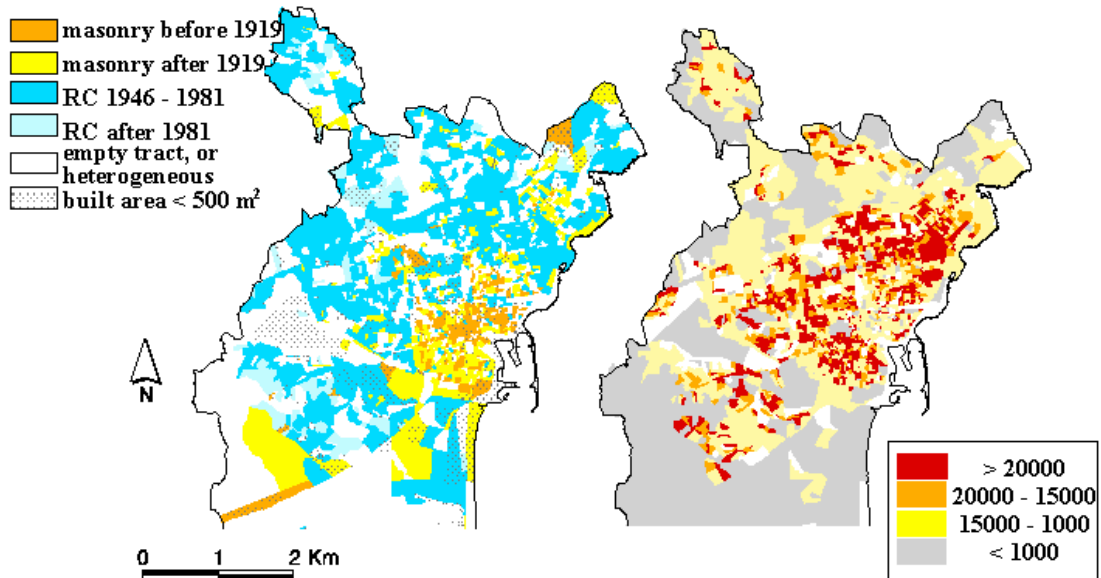 masonry before 1919
masonry after 1919
RC 1946 - 1981
RC after 1981
empty tract, or
heterogeneous
built area < 500 m²
N
0 1 2 Km
> 20000
20000 - 15000
15000 - 1000
< 1000